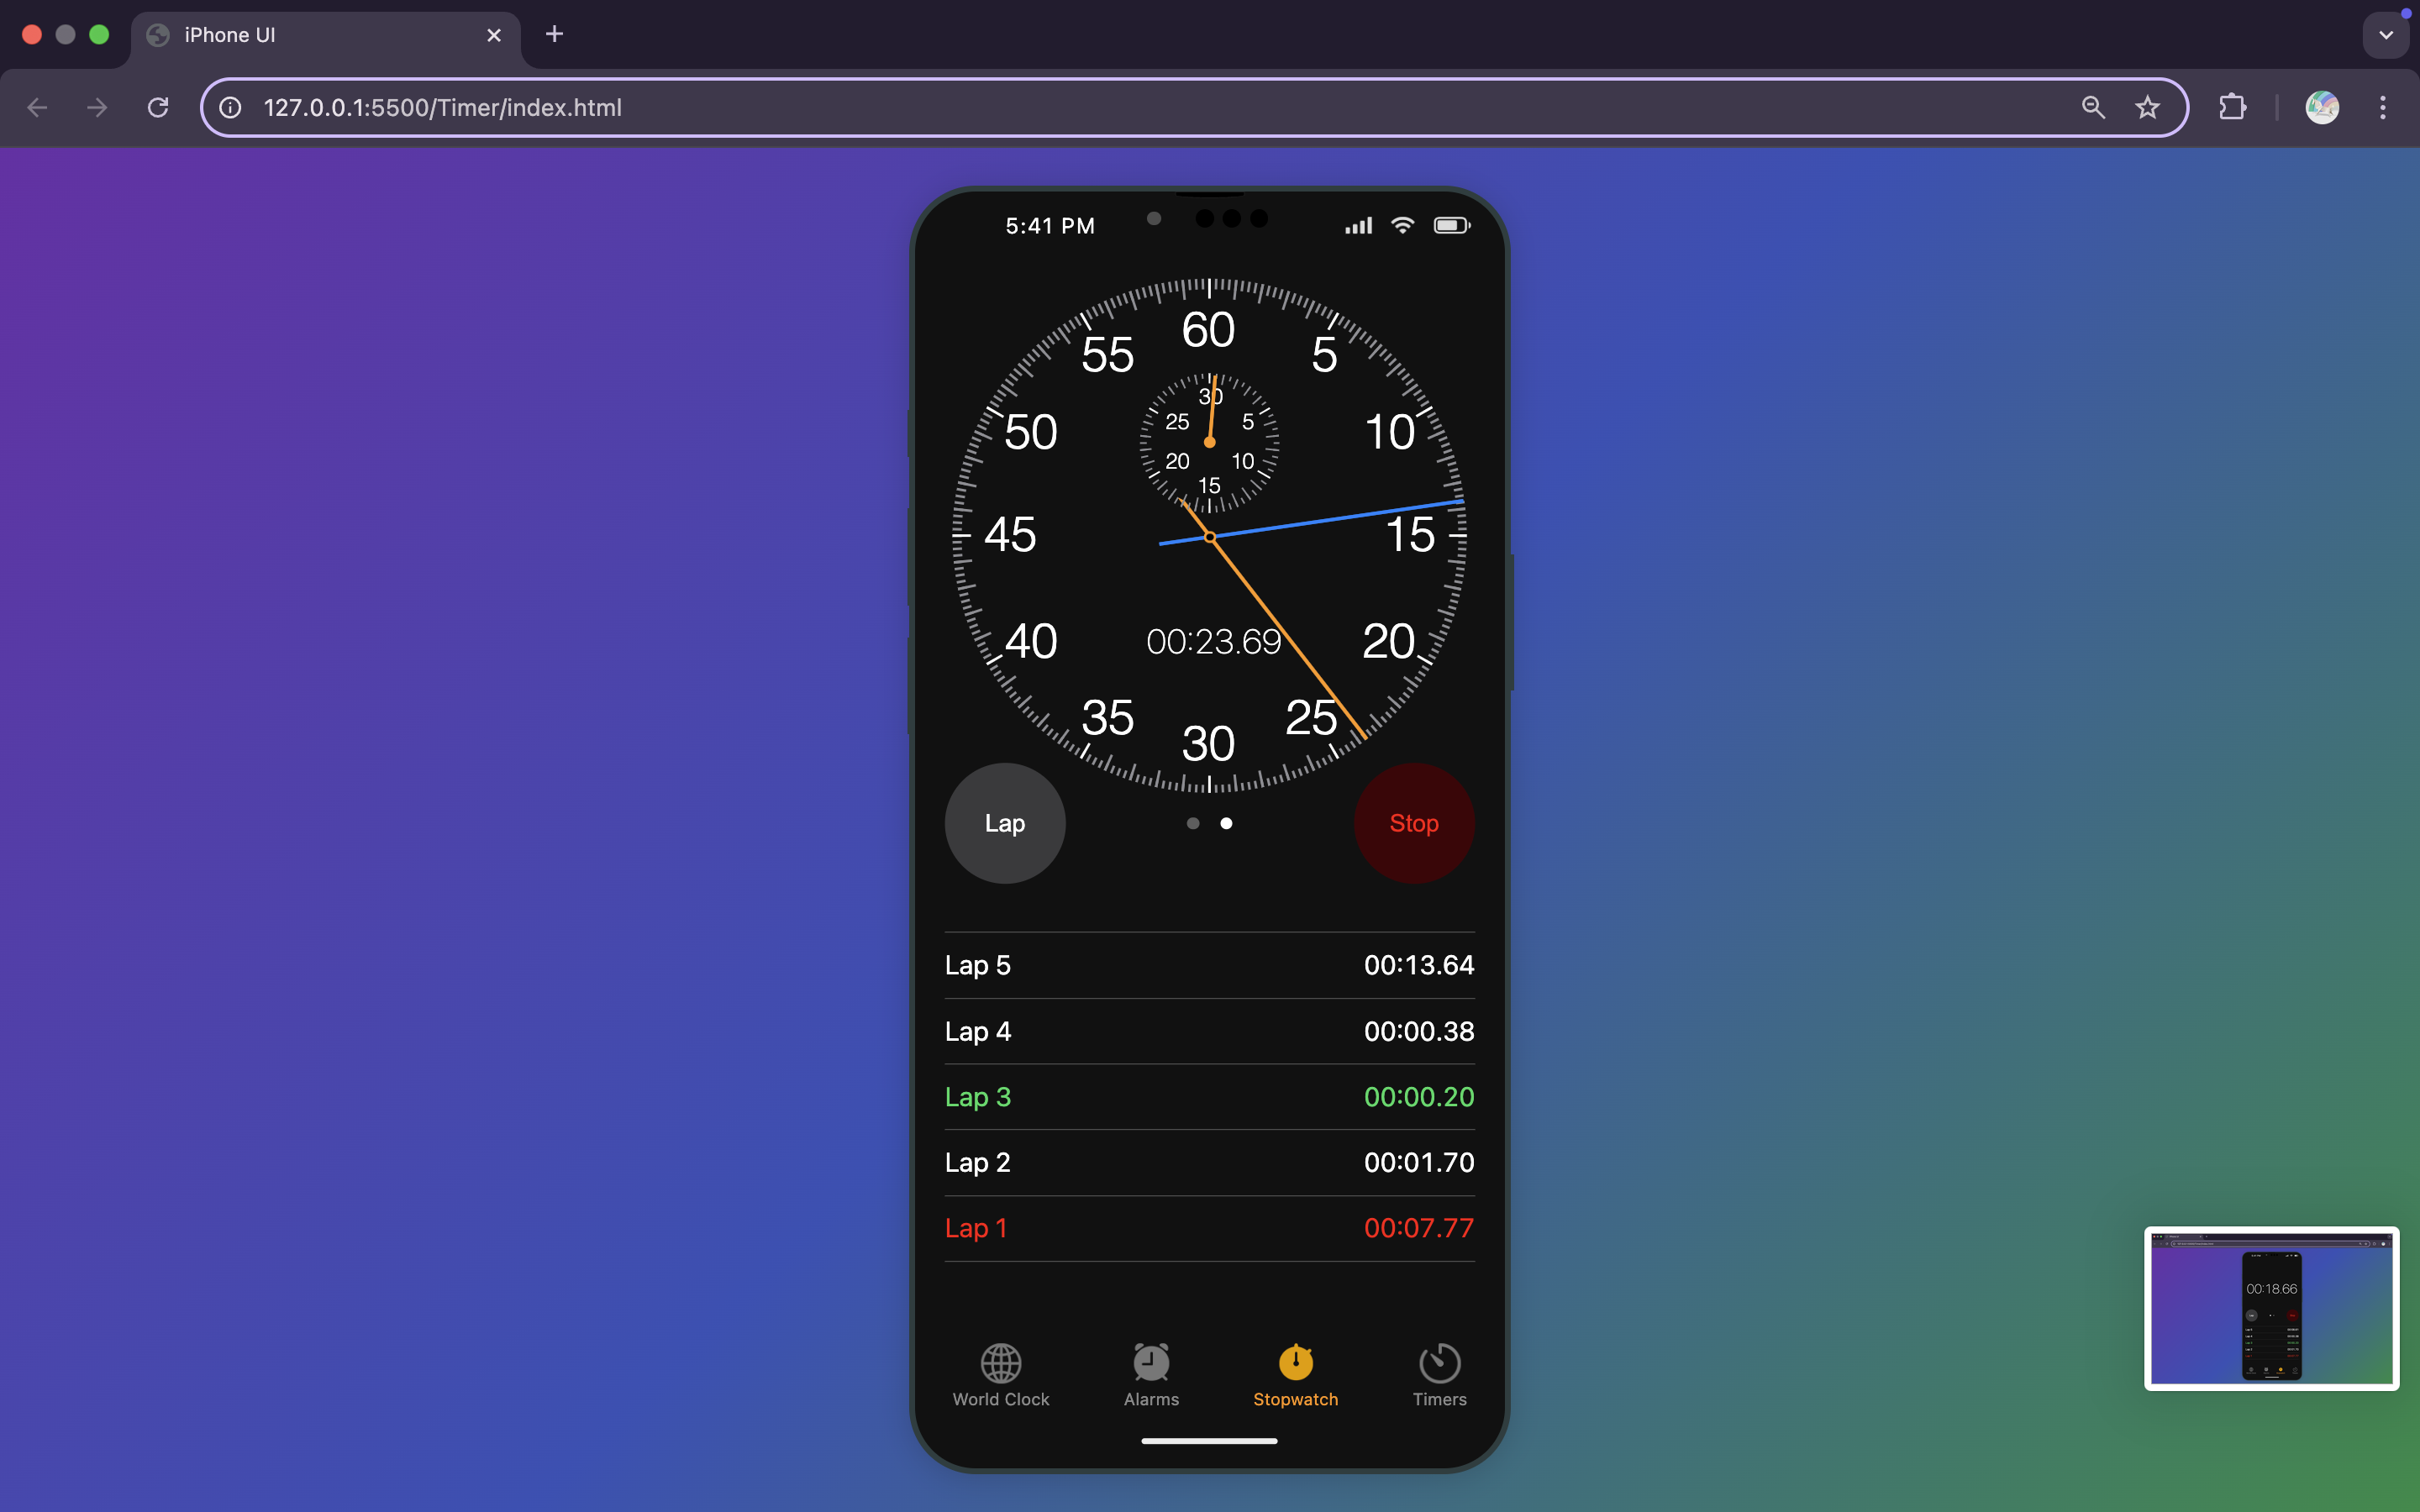 iPhone UI
127.0.0.1:5500/Timer/index.html
5:41 PM
60
55 5
30
50 25 5 10
20 10
15
45 15
40 00:23.69 20
35 25
30
Lap Stop
Lap 5 00:13.64
Lap 4 00:00.38
Lap 3 00:00.20
Lap 2 00:01.70
Lap 1 00:07.77
World Clock Alarms Stopwatch Timers
00:18.66